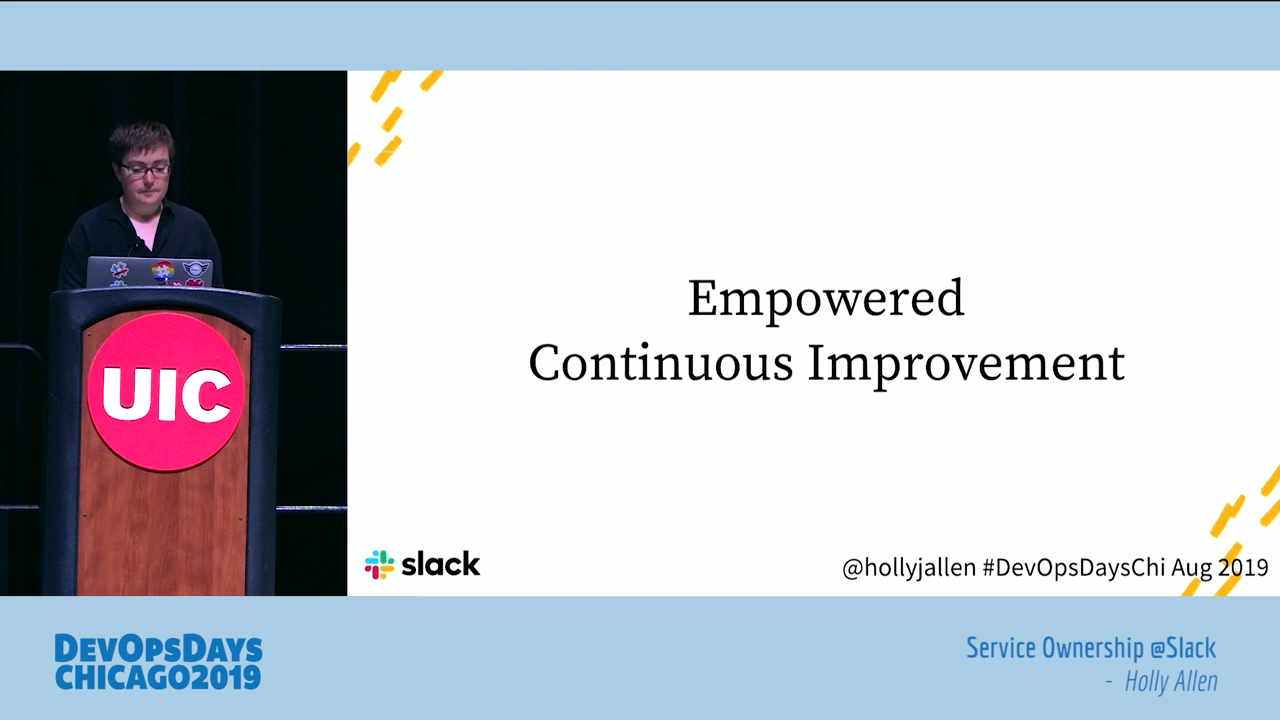 Empowered
Continuous Improvement
UIC
slack
@hollyjallen #DevOpsDaysChi Aug 2019
DevOpsDays
Chicago2019
Service Ownership @Slack
- Holly Allen